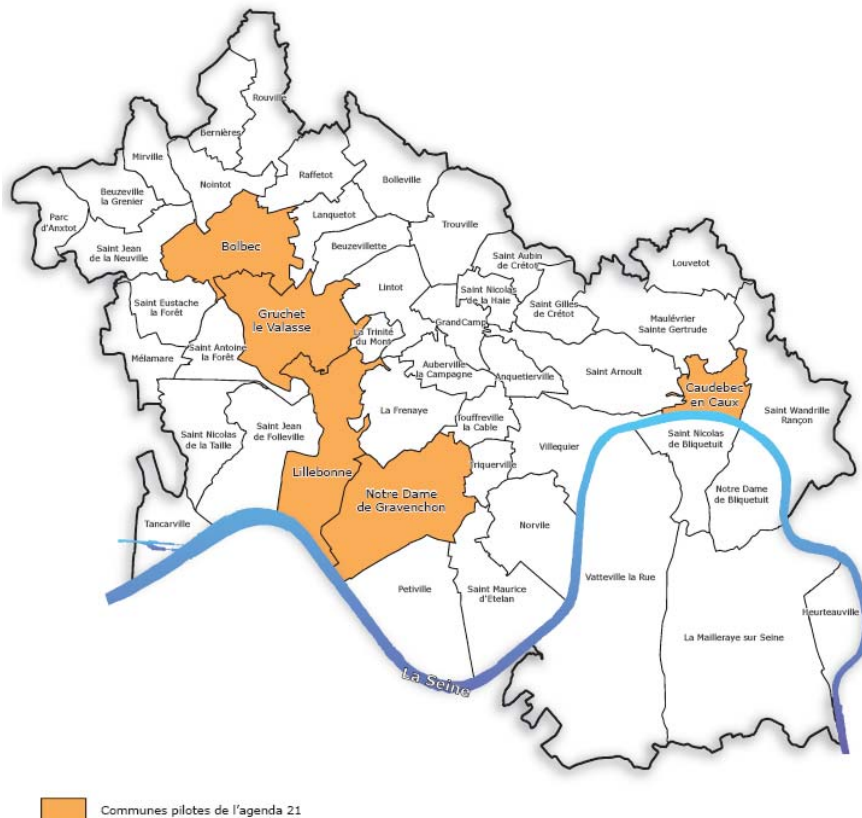 Rouville
Bernières
Mirville
Raffetot
Bolleville
Nointot
Beuzeville
la Grenier
Parc
d'Anxtot
Lanquetot
Trouville
Saint Jean
de la Neuville
Bolbec
Beuzevillette
Saint Aubin
de Crétot
Louvetot
Lintot
Saint Nicolas
de la Haie
Saint Eustache
la Forêt
Gruchet
le Valasse
Saint Gilles
de Crétot
Maulévrier
Sainte Gertrude
GrandCamp
La Trinité
du Mont
Saint Antoine
la Forêt
Mélamare
Auberville
la Campagne
Anquetierville
Saint Arnoult
Caudebec
en Caux
La Frenaye
Touffreville
la Cable
Saint Wandrille
Rançon
Saint Nicolas
de la Taille
Saint Jean
de Folleville
Villequier
Saint Nicolas
de Bliquetuit
Lillebonne
Triquerville
Notre Dame
de Gravenchon
Notre Dame
de Bliquetuit
Tancarville
Norville
Petiville
Saint Maurice
d'Etelan
Vatteville la Rue
Heurteauville
La Mailleraye sur Seine
La Seine
Communes pilotes de l'agenda 21